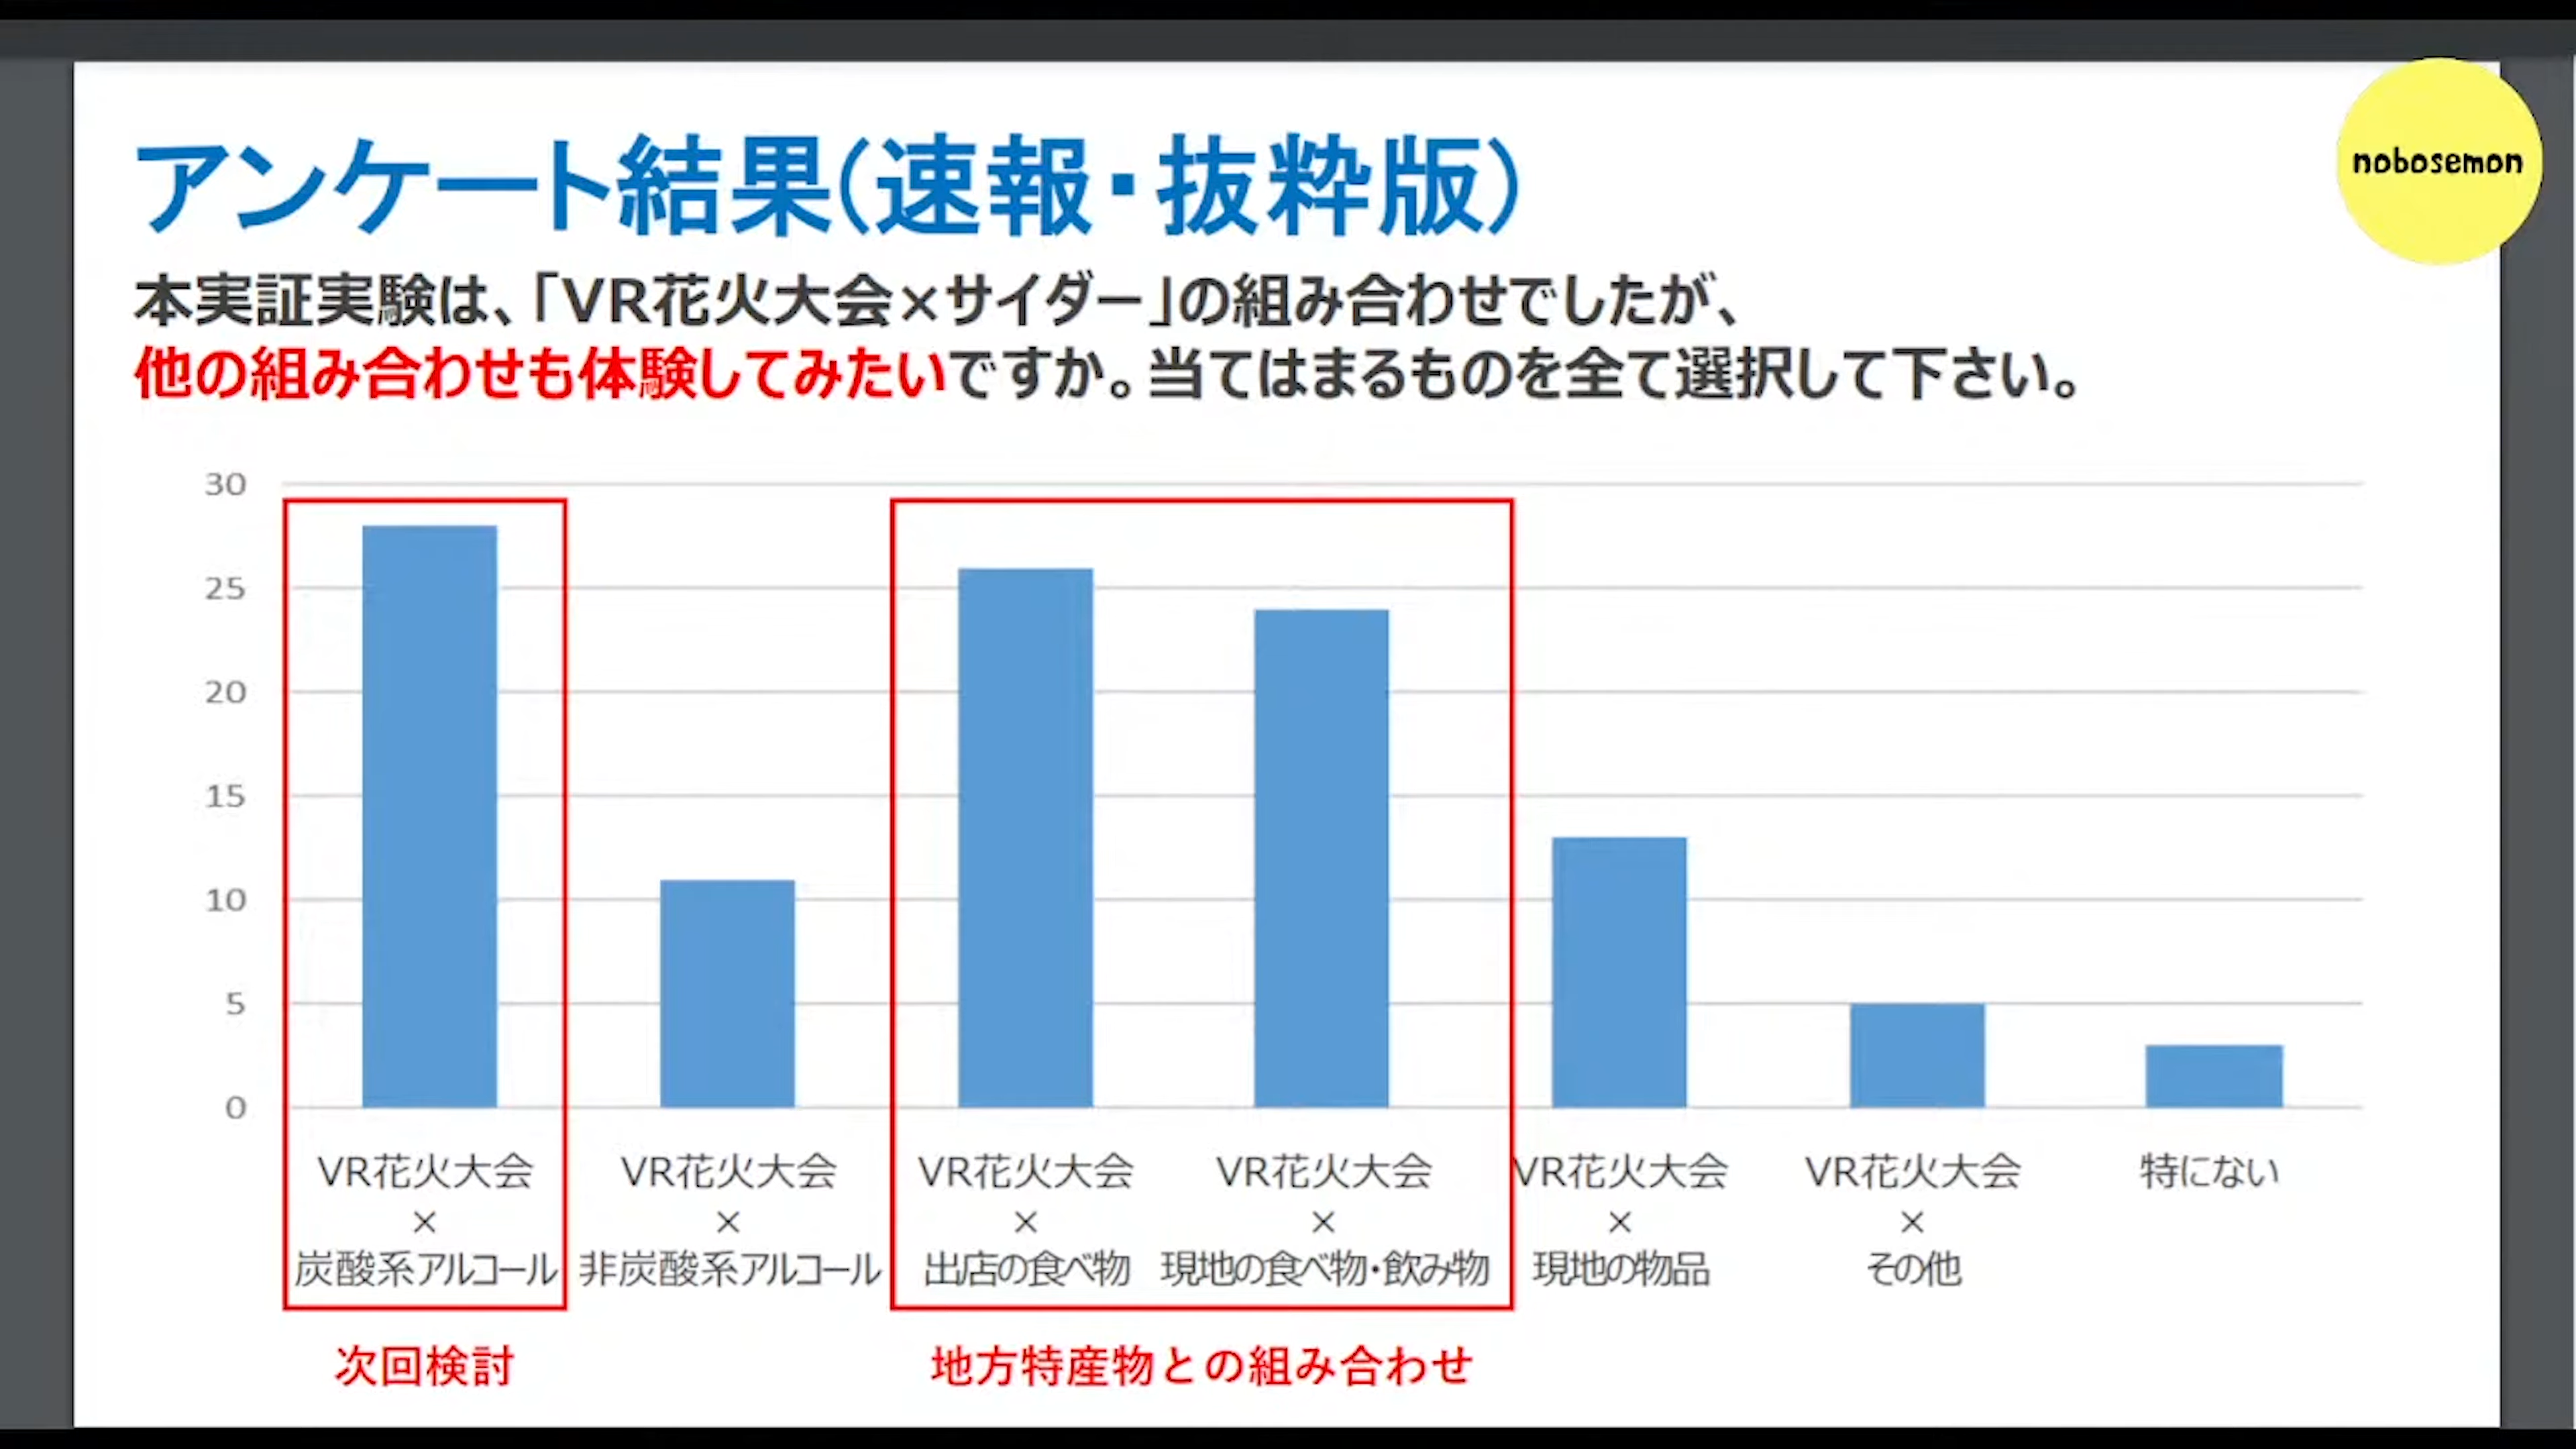 アンケート結果(速報・抜粋版)
nobosemon
本実証実験は、「VR花火大会×サイダー」の組み合わせでしたが、
他の組み合わせも体験してみたいですか。当てはまるものを全て選択して下さい。
30
25
20
15
10
5
0
VR花火大会
×
炭酸系アルコール
VR花火大会
×
非炭酸系アルコール
VR花火大会
×
出店の食べ物
VR花火大会
×
現地の食べ物・飲み物
VR花火大会
×
現地の物品
VR花火大会
×
その他
特にない
次回検討
地方特産物との組み合わせ